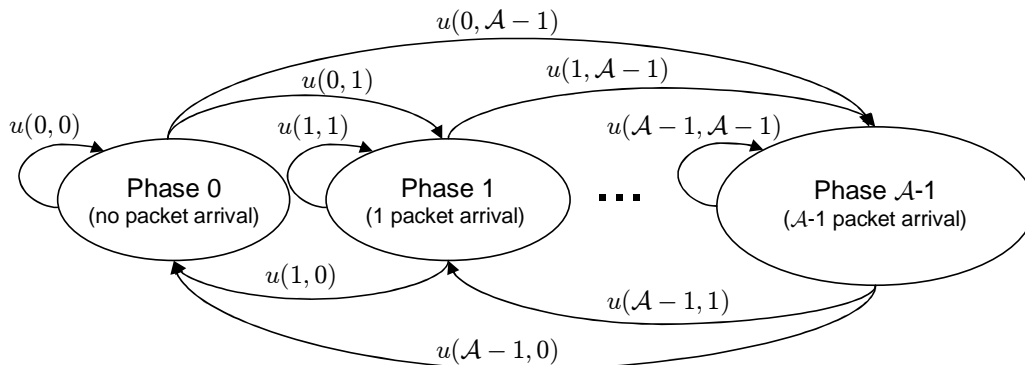 u(0, 𝒜 − 1)
u(0, 1)
u(1, 𝒜 − 1)
u(0, 0)
u(1, 1)
u(𝒜 − 1, 𝒜 − 1)
Phase 0
(no packet arrival)
Phase 1
(1 packet arrival)
...
Phase 𝒜-1
(𝒜-1 packet arrival)
u(1, 0)
u(𝒜 − 1, 1)
u(𝒜 − 1, 0)